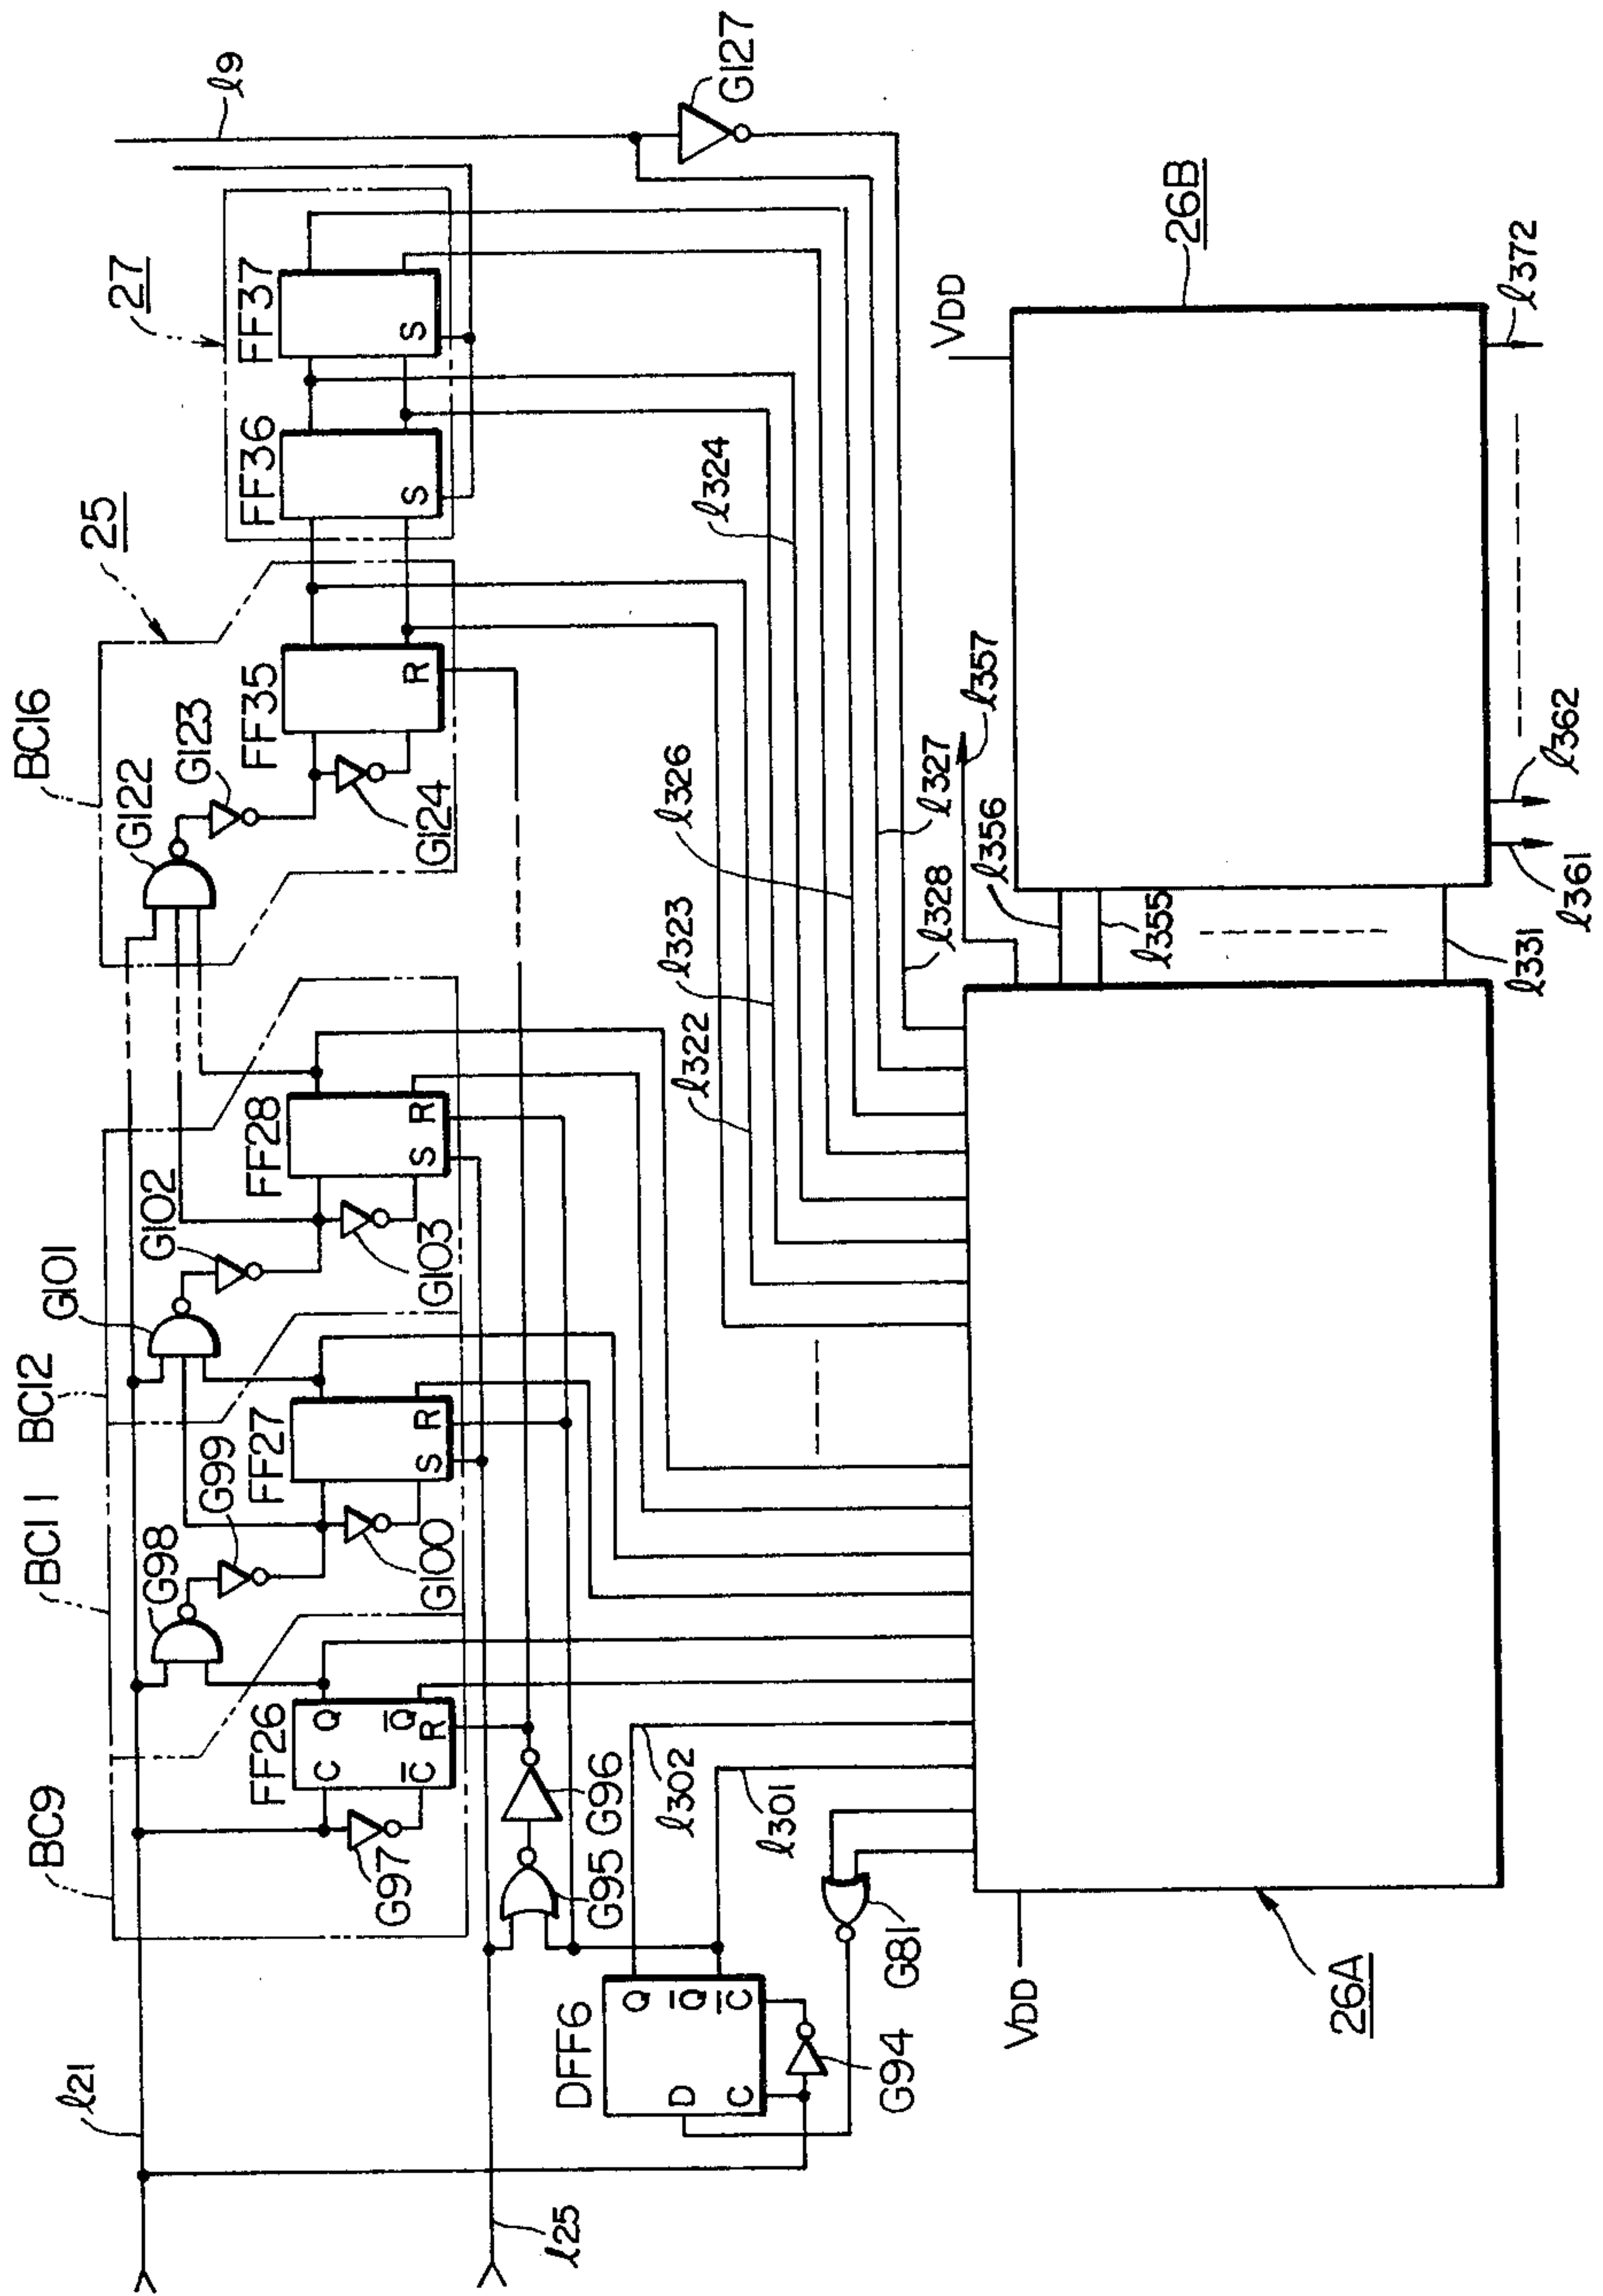 BC9
BC11
BC12
BC16
25
27
l9
l21
G98
G99
G101
G102
G122
G123
FF26
FF27
FF28
FF35
FF36
FF37
C
Q
C̅
Q̅
R
S
R
S
R
R
S
S
G97
G100
G103
G124
G127
l25
G95
G96
DFF6
D
Q
Q̅
C
C̅
G94
G81
l302
l301
l322
l323
l326
l324
l328
l327
l356
l357
l355
l331
VDD
VDD
26A
26B
l361
l362
l372